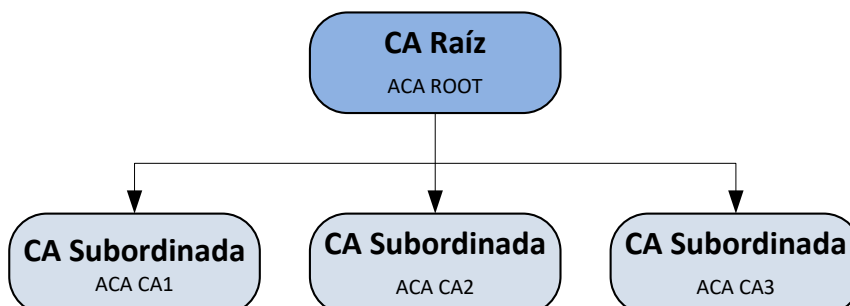 CA Raíz
ACA ROOT
CA Subordinada
ACA CA1
CA Subordinada
ACA CA2
CA Subordinada
ACA CA3